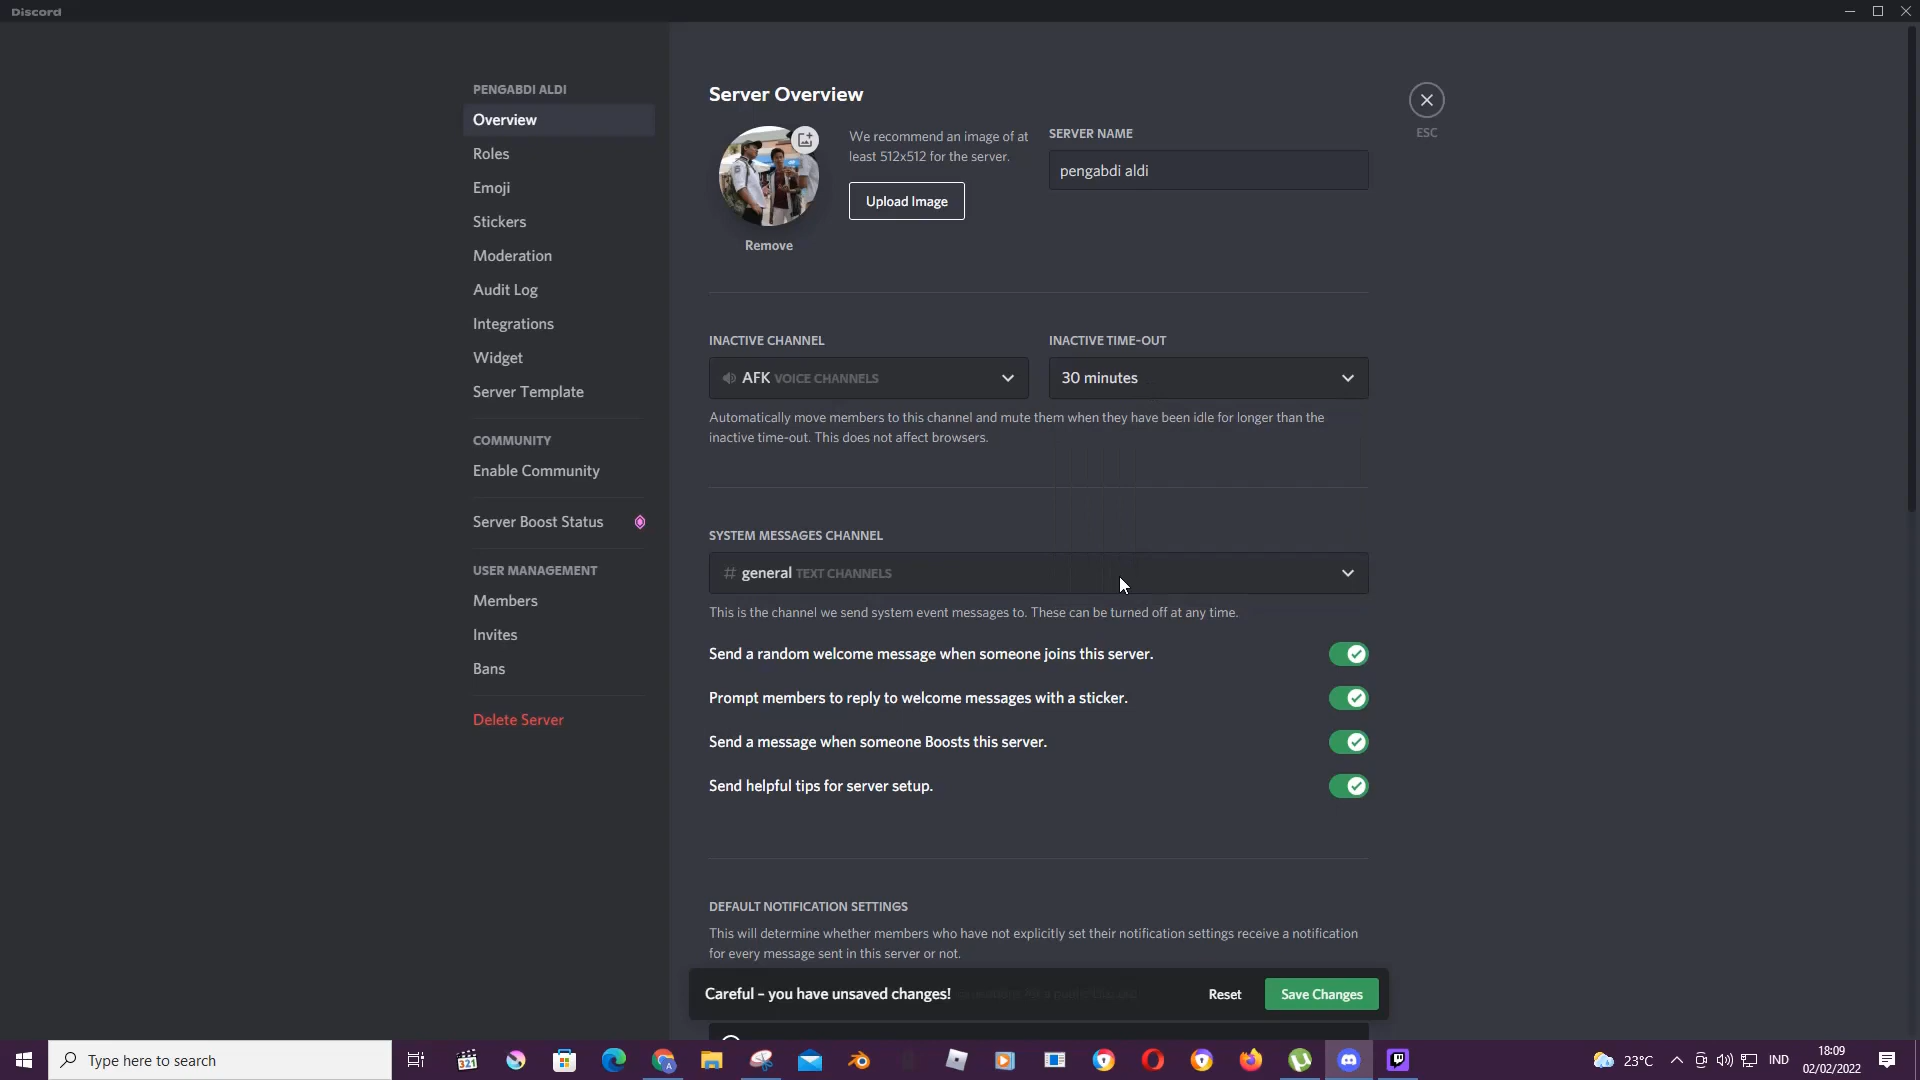 Discord
PENGABDI ALDI
Overview
Roles
Emoji
Stickers
Moderation
Audit Log
Integrations
Widget
Server Template
COMMUNITY
Enable Community
Server Boost Status
USER MANAGEMENT
Members
Invites
Bans
Delete Server
Server Overview
We recommend an image of at
least 512x512 for the server.
Upload Image
Remove
SERVER NAME
pengabdi aldi
ESC
INACTIVE CHANNEL
AFK VOICE CHANNELS
INACTIVE TIME-OUT
30 minutes
Automatically move members to this channel and mute them when they have been idle for longer than the
inactive time-out. This does not affect browsers.
SYSTEM MESSAGES CHANNEL
# general TEXT CHANNELS
This is the channel we send system event messages to. These can be turned off at any time.
Send a random welcome message when someone joins this server.
Prompt members to reply to welcome messages with a sticker.
Send a message when someone Boosts this server.
Send helpful tips for server setup.
DEFAULT NOTIFICATION SETTINGS
This will determine whether members who have not explicitly set their notification settings receive a notification
for every message sent in this server or not.
Careful – you have unsaved changes!
Reset
Save Changes
Type here to search
321
A
23°C
IND
18:09
02/02/2022